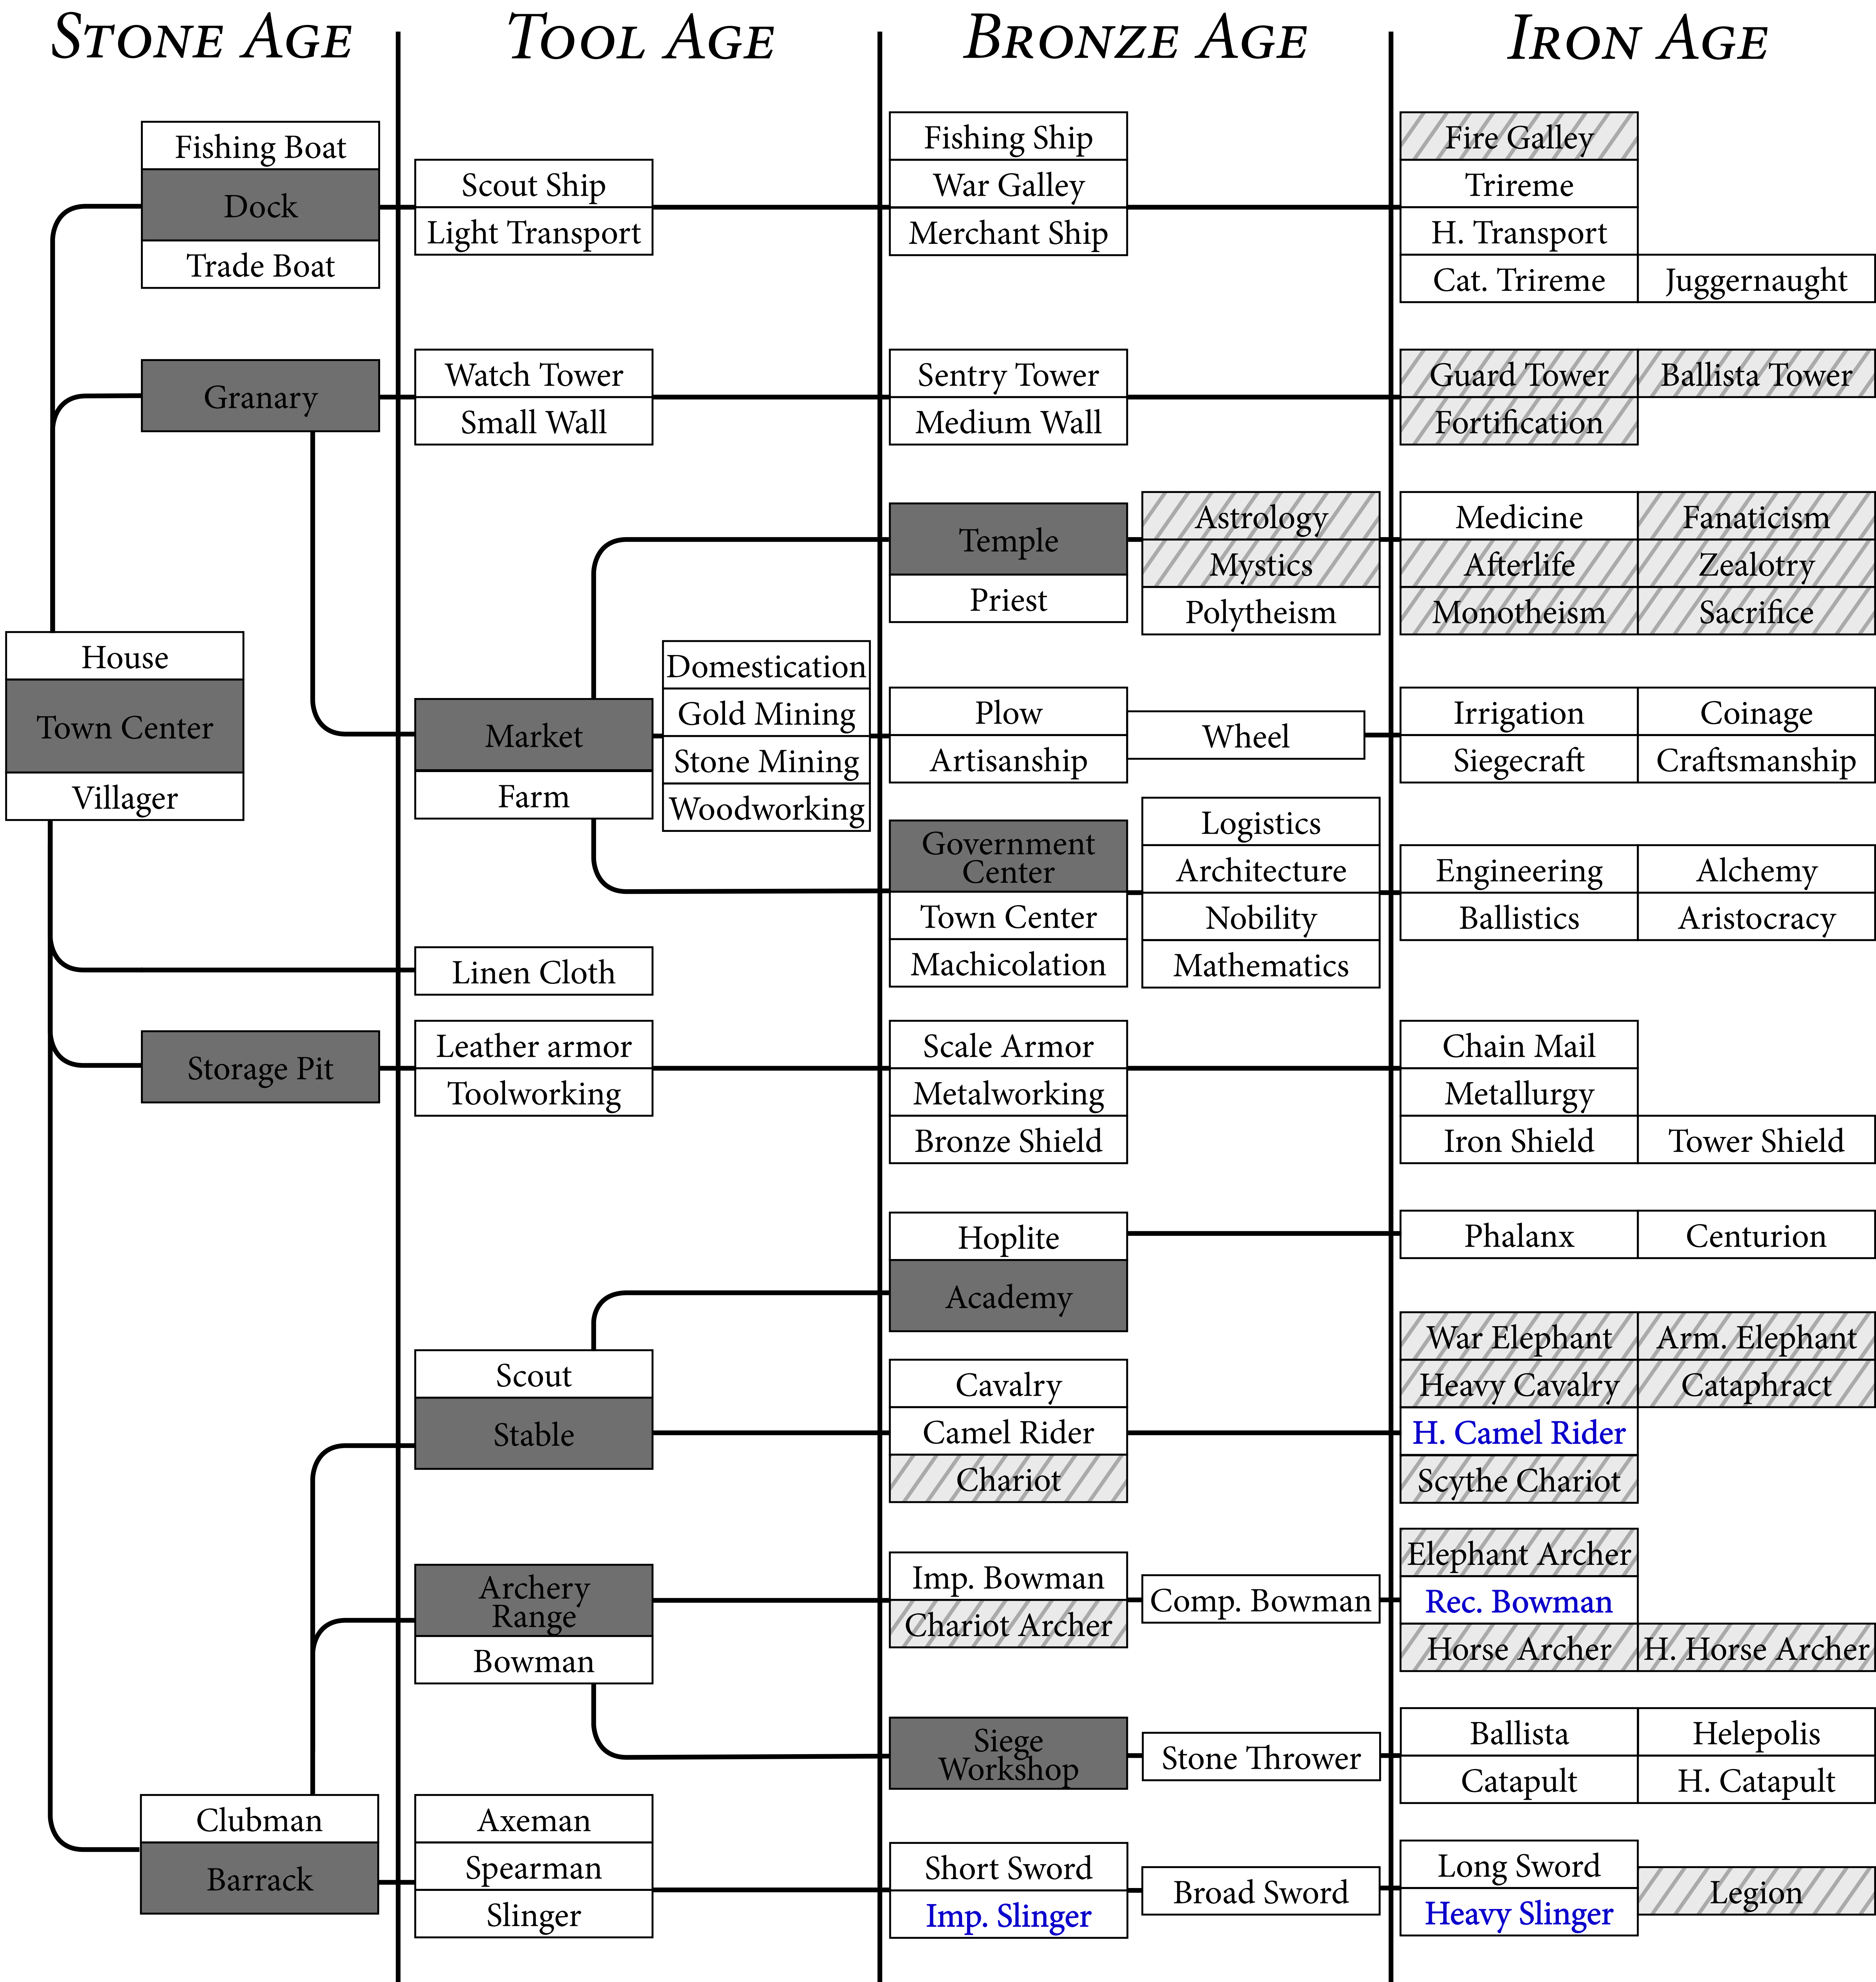 STONE AGE
TOOL AGE
BRONZE AGE
IRON AGE
Fishing Boat
Dock
Trade Boat
Scout Ship
Light Transport
Fishing Ship
War Galley
Merchant Ship
Fire Galley
Trireme
H. Transport
Cat. Trireme
Juggernaught
Granary
Watch Tower
Small Wall
Sentry Tower
Medium Wall
Guard Tower
Ballista Tower
Fortification
Temple
Priest
Astrology
Mystics
Polytheism
Medicine
Fanaticism
Afterlife
Zealotry
Monotheism
Sacrifice
House
Town Center
Villager
Market
Farm
Domestication
Gold Mining
Stone Mining
Woodworking
Plow
Artisanship
Wheel
Irrigation
Coinage
Siegecraft
Craftsmanship
Government
Center
Town Center
Machicolation
Logistics
Architecture
Nobility
Mathematics
Engineering
Alchemy
Ballistics
Aristocracy
Linen Cloth
Storage Pit
Leather armor
Toolworking
Scale Armor
Metalworking
Bronze Shield
Chain Mail
Metallurgy
Iron Shield
Tower Shield
Hoplite
Academy
Phalanx
Centurion
Scout
Stable
Cavalry
Camel Rider
Chariot
War Elephant
Arm. Elephant
Heavy Cavalry
Cataphract
H. Camel Rider
Scythe Chariot
Archery
Range
Bowman
Imp. Bowman
Chariot Archer
Comp. Bowman
Elephant Archer
Rec. Bowman
Horse Archer
H. Horse Archer
Siege
Workshop
Stone Thrower
Ballista
Helepolis
Catapult
H. Catapult
Clubman
Barrack
Axeman
Spearman
Slinger
Short Sword
Imp. Slinger
Broad Sword
Long Sword
Heavy Slinger
Legion